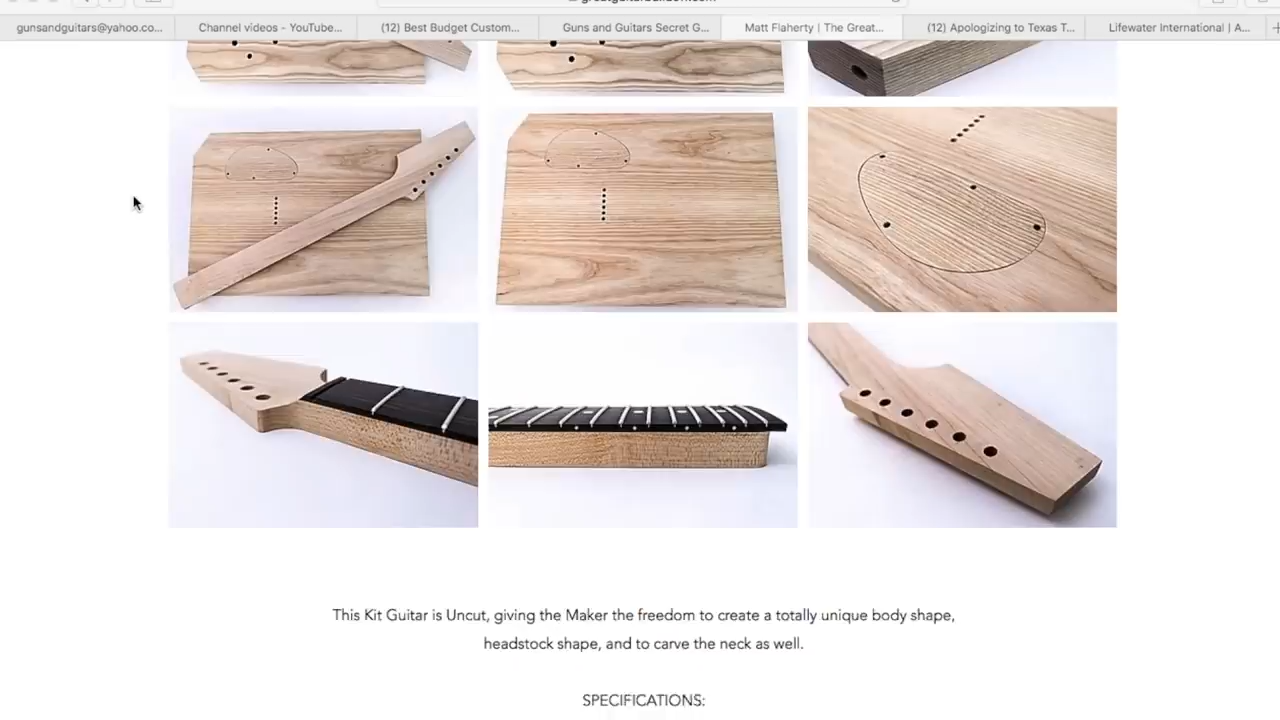 gunsandguitars@yahoo.co...
Channel videos - YouTube...
(12) Best Budget Custom...
Guns and Guitars Secret G...
Matt Flaherty | The Great...
(12) Apologizing to Texas T...
Lifewater International | A...
This Kit Guitar is Uncut, giving the Maker the freedom to create a totally unique body shape,
headstock shape, and to carve the neck as well.
SPECIFICATIONS: